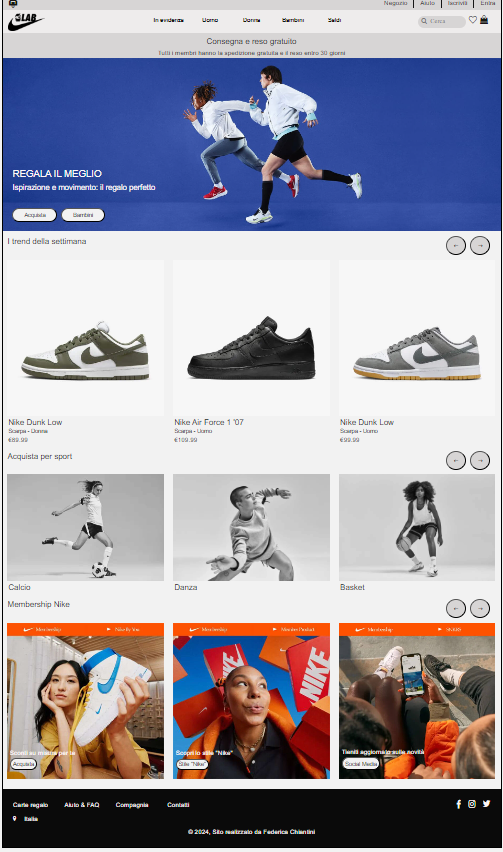 Negozio | Aiuto | Iscriviti | Entra
LAB
In evidenza Uomo Donna Bambini Saldi
Cerca
Consegna e reso gratuito
Tutti i membri hanno la spedizione gratuita e il reso entro 30 giorni
REGALA IL MEGLIO
Ispirazione e movimento: il regalo perfetto
Acquista Bambini
I trend della settimana
← →
Nike Dunk Low
Scarpa - Donna
€89.99
Nike Air Force 1 '07
Scarpa - Uomo
€109.99
Nike Dunk Low
Scarpa - Uomo
€99.99
Acquista per sport
← →
Calcio
Danza
Basket
Membership Nike
← →
Membership Nike By You
Scarpe su misura per te
Acquista
Membership Member Product
NIKE
NIKE
Scopri lo stile "Nike"
Stile "Nike"
Membership
Tieniti aggiornato sulle novità
Social Media
Carte regalo Aiuto & FAQ Compagnia Contatti
Italia
© 2024, Sito realizzato da Federica Chiantini